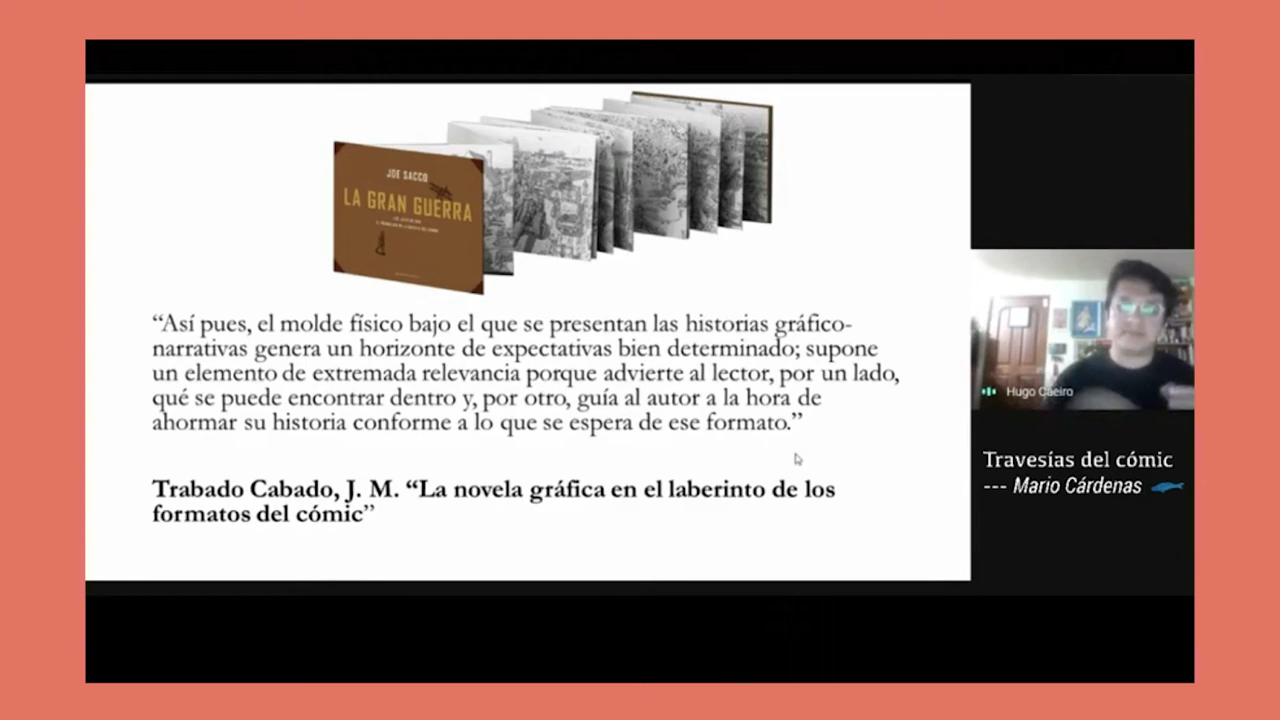 JOE SACCO
LA GRAN GUERRA
“Así pues, el molde físico bajo el que se presentan las historias gráfico-
narrativas genera un horizonte de expectativas bien determinado; supone
un elemento de extremada relevancia porque advierte al lector, por un lado,
qué se puede encontrar dentro y, por otro, guía al autor a la hora de
ahormar su historia conforme a lo que se espera de ese formato.”
Trabado Cabado, J. M. “La novela gráfica en el laberinto de los
formatos del cómic”
Hugo Caeiro
Travesías del cómic
--- Mario Cárdenas